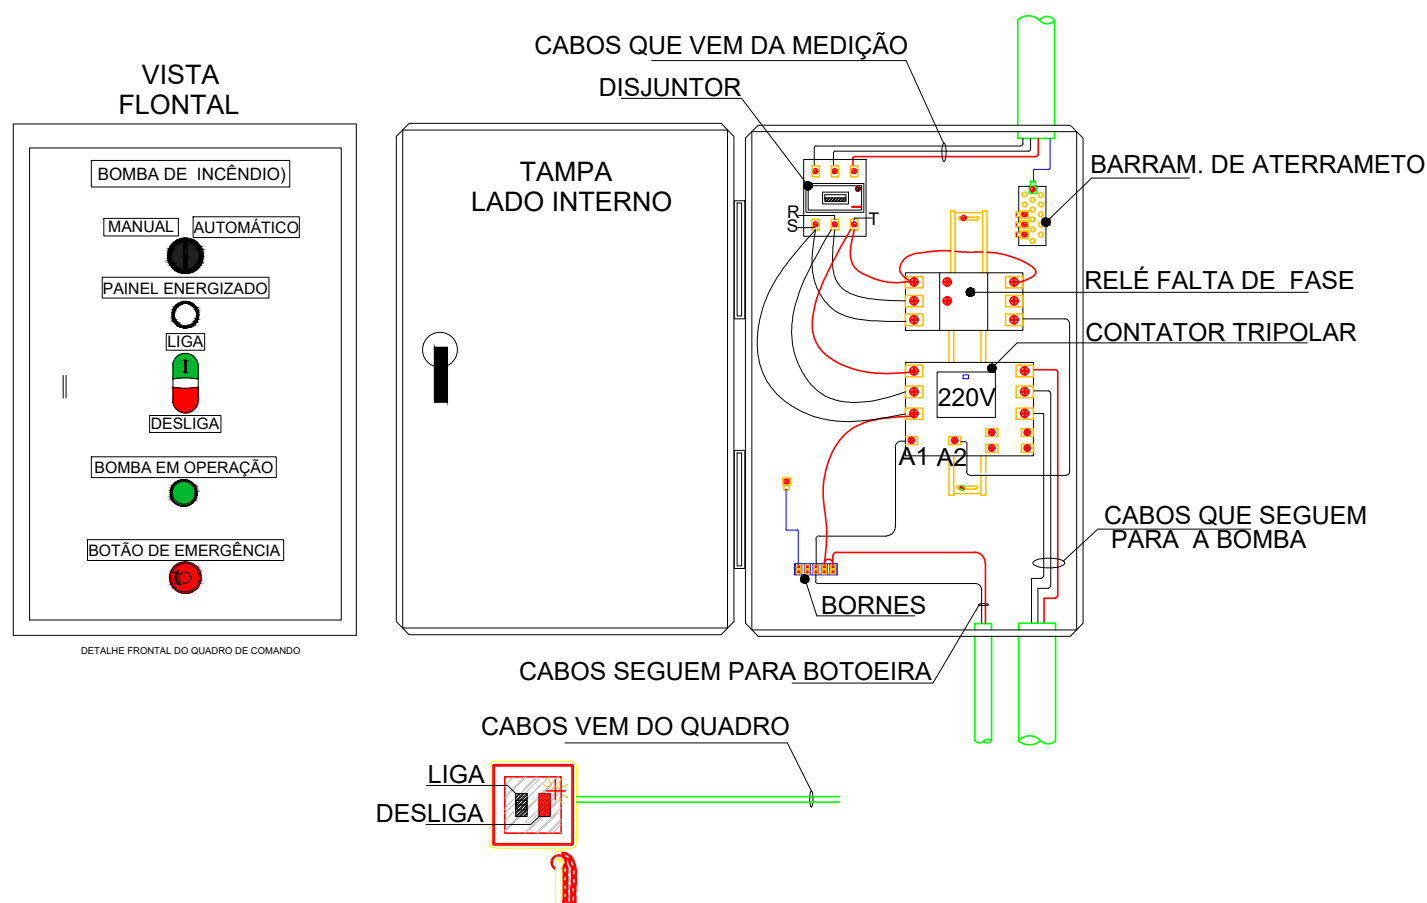 VISTA
FLONTAL
BOMBA DE INCÊNDIO)
MANUAL
AUTOMÁTICO
PAINEL ENERGIZADO
LIGA
DESLIGA
BOMBA EM OPERAÇÃO
BOTÃO DE EMERGÊNCIA
DETALHE FRONTAL DO QUADRO DE COMANDO
TAMPA
LADO INTERNO
CABOS QUE VEM DA MEDIÇÃO
DISJUNTOR
R
S
T
BARRAM. DE ATERRAMETO
RELÉ FALTA DE FASE
CONTATOR TRIPOLAR
220V
A1
A2
CABOS QUE SEGUEM
PARA A BOMBA
BORNES
CABOS SEGUEM PARA BOTOEIRA
CABOS VEM DO QUADRO
LIGA
DESLIGA